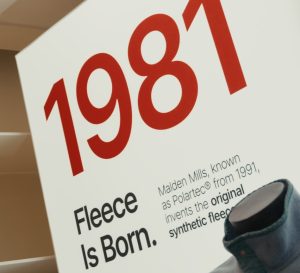 1981
Fleece
Is Born.
Malden Mills, known
as Polartec® from 1991,
invents the original
synthetic fleece